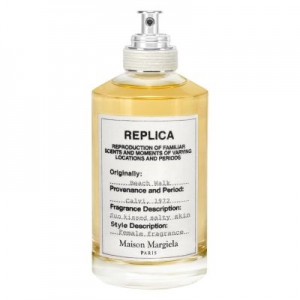 REPLICA
REPRODUCTION OF FAMILIAR
SCENTS AND MOMENTS OF VARYING
LOCATIONS AND PERIODS
Originally:
Beach Walk
Provenance and Period:
Calvi, 1972
Fragrance Description:
Sun kissed salty skin
Style Description:
Female fragrance
Maison Margiela
PARIS